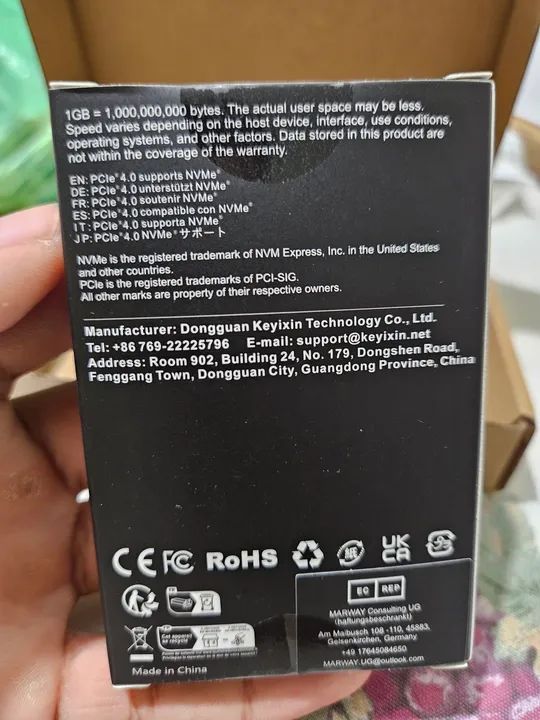 1GB = 1,000,000,000 bytes. The actual user space may be less.
Speed varies depending on the host device, interface, use conditions,
operating systems, and other factors. Data stored in this product are
not within the coverage of the warranty.
EN: PCIe® 4.0 supports NVMe®
DE: PCIe® 4.0 unterstützt NVMe®
FR: PCIe® 4.0 soutenir NVMe®
ES: PCIe® 4.0 compatible con NVMe®
IT: PCIe® 4.0 supporta NVMe®
JP: PCIe® 4.0 NVMe® サポート
NVMe is the registered trademark of NVM Express, Inc. in the United States
and other countries.
PCIe is the registered trademarks of PCI-SIG.
All other marks are property of their respective owners.
Manufacturer: Dongguan Keyixin Technology Co., Ltd.
Tel: +86 769-22225796 E-mail: support@keyixin.net
Address: Room 902, Building 24, No. 179, Dongshen Road,
Fenggang Town, Dongguan City, Guangdong Province, China
CE FC RoHS UK CA
EC REP
MARWAY Consulting UG
(haftungsbeschränkt)
Am Maibusch 108 -110, 45883,
Gelsenkirchen, Germany
+49 17645084650
MARWAY.UG@outlook.com
FR
Cet appareil
se recycle
Made in China